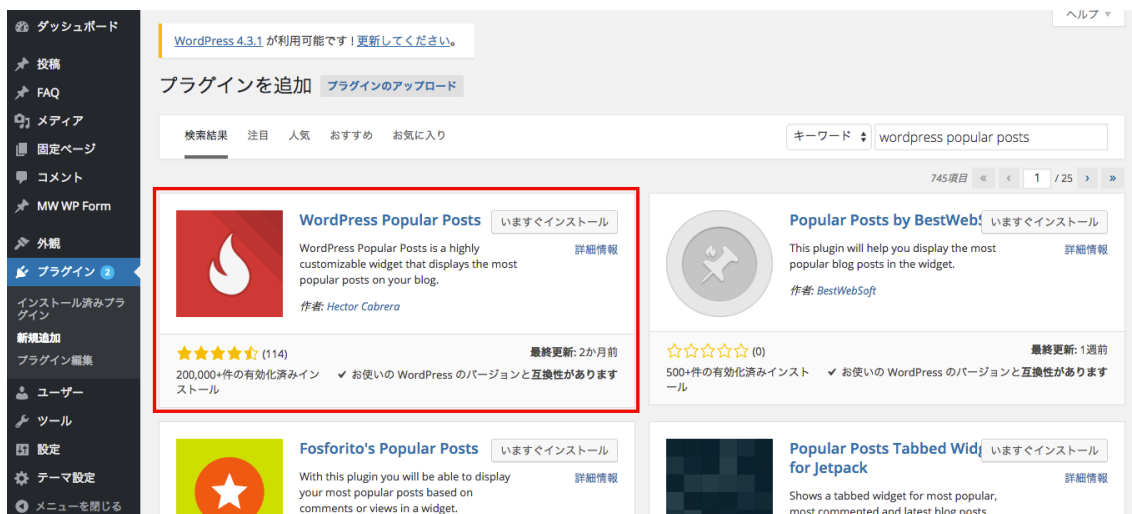 ダッシュボード
投稿
FAQ
メディア
固定ページ
コメント
MW WP Form
外観
プラグイン 2
インストール済みプラ
グイン
新規追加
プラグイン編集
ユーザー
ツール
設定
テーマ設定
メニューを閉じる
ヘルプ ▼
WordPress 4.3.1 が利用可能です ! 更新してください。
プラグインを追加 プラグインのアップロード
検索結果 注目 人気 おすすめ お気に入り
キーワード wordpress popular posts
745項目 « ‹ 1 / 25 › »
WordPress Popular Posts いますぐインストール
詳細情報
WordPress Popular Posts is a highly
customizable widget that displays the most
popular posts on your blog.
作者: Hector Cabrera
(114)
最終更新: 2か月前
200,000+件の有効化済みイン
ストール
✔ お使いの WordPress のバージョンと互換性があります
Popular Posts by BestWebS いますぐインストール
詳細情報
This plugin will help you display the most
popular blog posts in the widget.
作者: BestWebSoft
(0)
最終更新: 1週前
500+件の有効化済みインスト
ール
✔ お使いの WordPress のバージョンと互換性があります
Fosforito's Popular Posts いますぐインストール
詳細情報
With this plugin you will be able to display
your most popular posts based on
comments or views in a widget.
Popular Posts Tabbed Widg いますぐインストール
for Jetpack
詳細情報
Shows a tabbed widget for most popular,
most commented and latest blog posts.